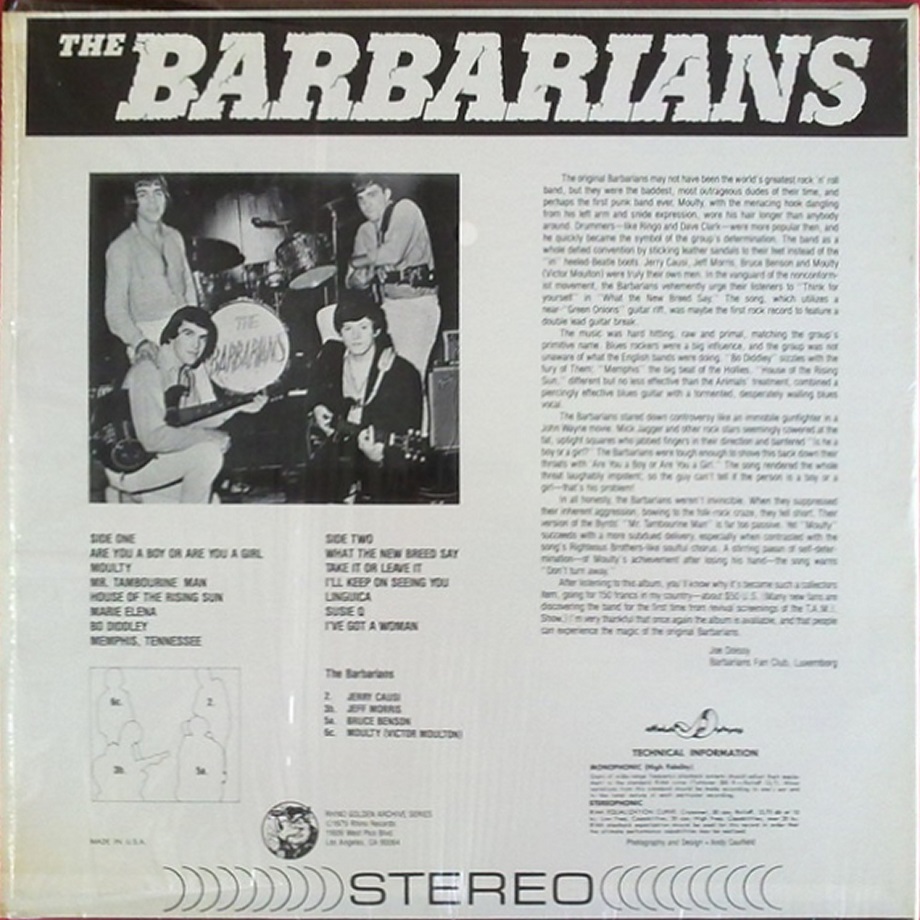 THE BARBARIANS
THE
BARBARIANS
The original Barbarians may not have been the world's greatest rock 'n' roll
band, but they were the baddest, most outrageous dudes of their time, and
perhaps the first punk band ever. Moulty, with the menacing hook dangling
from his left arm and snide expression, wore his hair longer than anybody
around. Drummers—like Ringo and Dave Clark—were more popular then, and
he quickly became the symbol of the group's determination. The band as a
whole defied convention by sticking leather sandals to their feet instead of the
"in" heeled-Beatle boots. Jerry Causi, Jeff Morris, Bruce Benson and Moulty
(Victor Moulton) were truly their own men. In the vanguard of the nonconform-
ist movement, the Barbarians vehemently urge their listeners to "Think for
yourself" in "What the New Breed Say." The song, which utilizes a
near-"Green Onions" guitar riff, was maybe the first rock record to feature a
double lead guitar break.
The music was hard hitting, raw and primal, matching the group's
primitive name. Blues rockers were a big influence, and the group was not
unaware of what the English bands were doing. "Bo Diddley" sizzles with the
fury of Them; "Memphis" the big beat of the Hollies. "House of the Rising
Sun," different but no less effective than the Animals' treatment, combined a
piercingly effective blues guitar with a tormented, desperately wailing blues
vocal.
The Barbarians stared down controversy like an immobile gunfighter in a
John Wayne movie. Mick Jagger and other rock stars seemingly cowered at the
fat, uptight squares who jabbed fingers in their direction and bantered "Is he a
boy or a girl?" The Barbarians were tough enough to shove this back down their
throats with "Are You a Boy or Are You a Girl." The song rendered the whole
threat laughably impotent; so the guy can't tell if the person is a boy or a
girl—that's his problem!
In all honesty, the Barbarians weren't invincible. When they suppressed
their inherent aggression, bowing to the folk-rock craze, they fell short. Their
version of the Byrds' "Mr. Tambourine Man" is far too passive. Yet "Moulty"
succeeds with a more subdued delivery, especially when contrasted with the
song's Righteous Brothers-like soulful chorus. A stirring paean of self-deter-
mination—of Moulty's achievement after losing his hand—the song warns
"Don't turn away."
After listening to this album, you'll know why it's become such a collectors
item, going for 150 francs in my country—about $50 U.S. (Many new fans are
discovering the band for the first time from revival screenings of the T.A.M.I.
Show.) I'm very thankful that once again the album is available, and that people
can experience the magic of the original Barbarians.
Barbarians Fan Club, Luxemborg
SIDE ONE
ARE YOU A BOY OR ARE YOU A GIRL
MOULTY
MR. TAMBOURINE MAN
HOUSE OF THE RISING SUN
MARIE ELENA
BO DIDDLEY
MEMPHIS, TENNESSEE
SIDE TWO
WHAT THE NEW BREED SAY
TAKE IT OR LEAVE IT
I'LL KEEP ON SEEING YOU
LINGUICA
SUSIE Q
I'VE GOT A WOMAN
6c. 2.
3b. 5a.
The Barbarians
2. JERRY CAUSI
3b. JEFF MORRIS
5a. BRUCE BENSON
6c. MOULTY (VICTOR MOULTON)
TECHNICAL INFORMATION
MONOPHONIC (High Fidelity)
STEREOPHONIC
Photography and Design • Andy Caulfield
RHINO GOLDEN ARCHIVE SERIES
©1979 Rhino Records
West Pico Blvd.
Los Angeles, CA 90064
MADE IN U.S.A.
STEREO